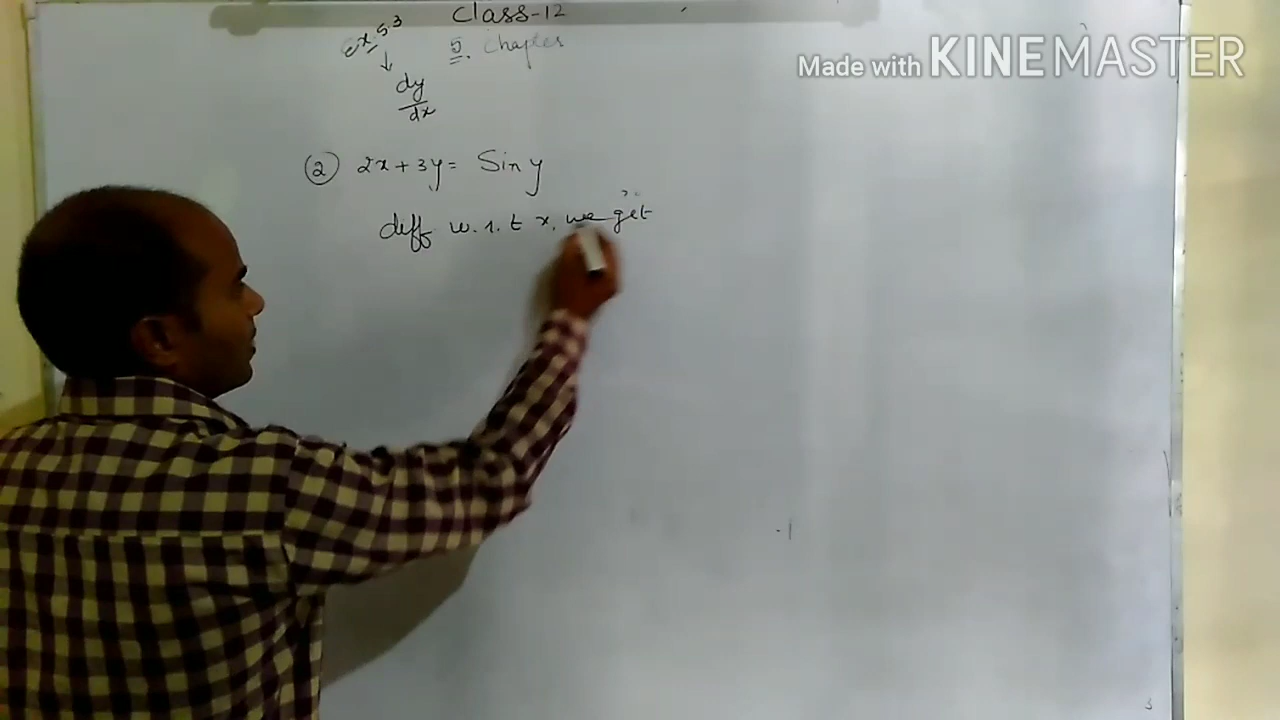 Class-12
Ex 5.3
5. Chapter
dy/dx
Made with KINEMASTER
② 2x + 3y = Sin y
diff w.r.t x, we get